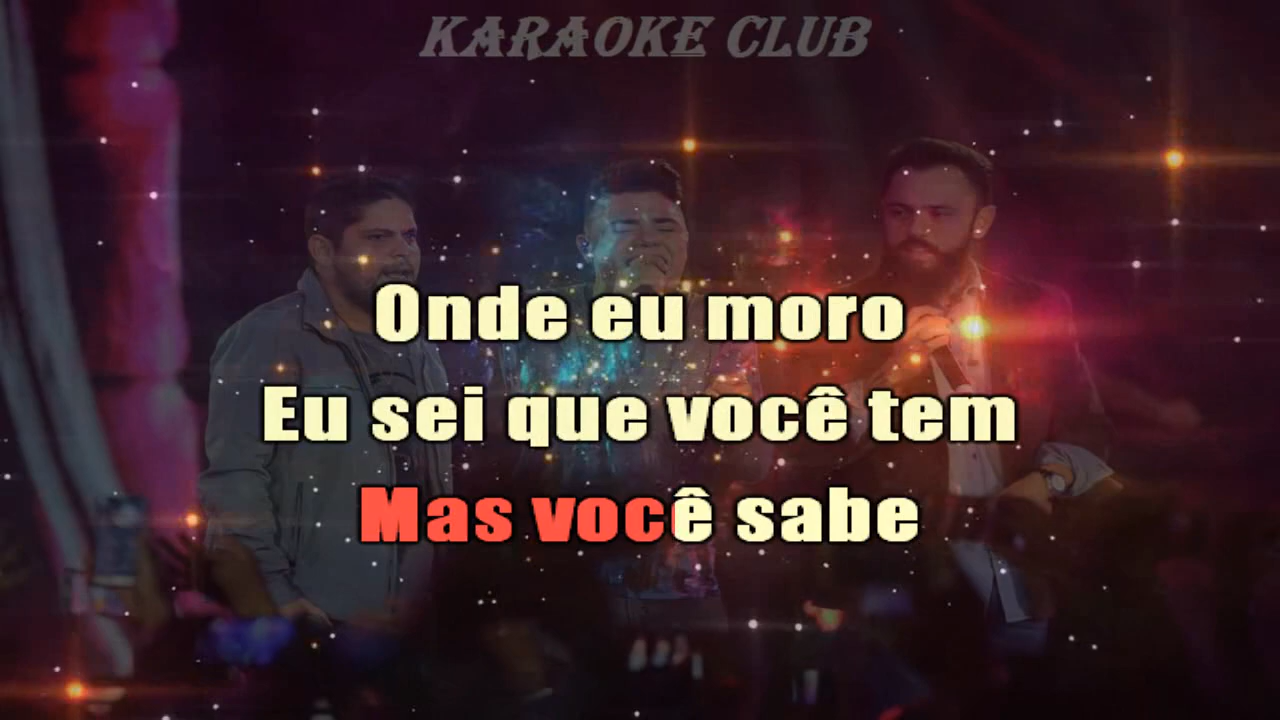 KARAOKE CLUB
Onde eu moro
Eu sei que você tem
Mas você sabe